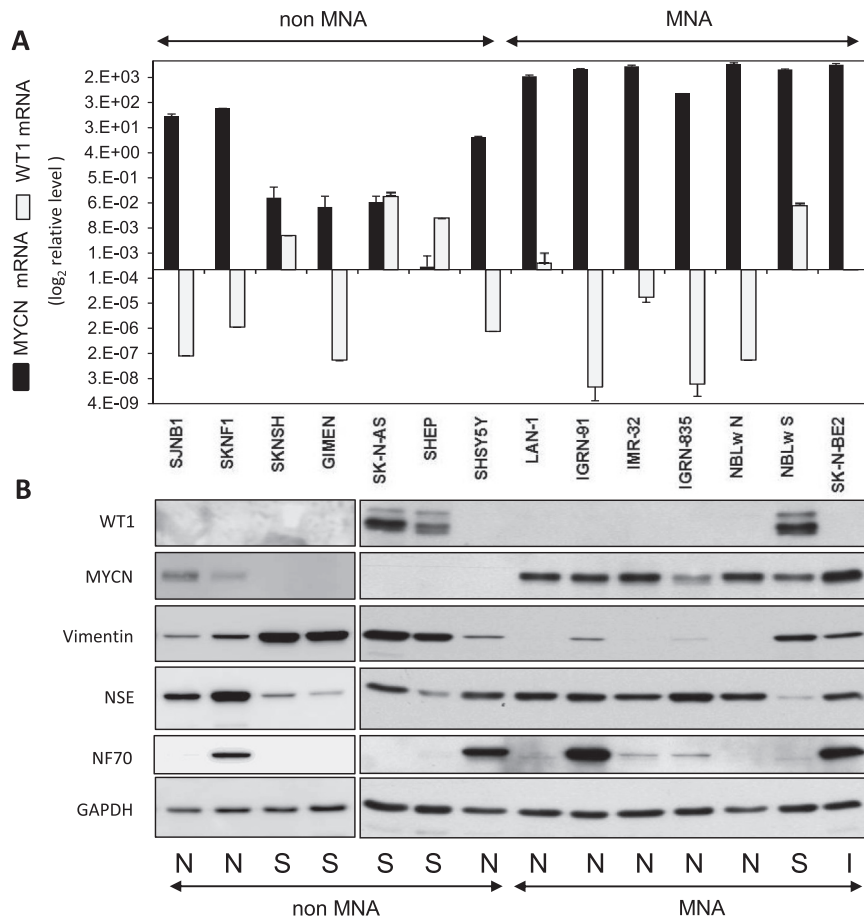 non MNA MNA
A
MYCN mRNA WT1 mRNA
(log2 relative level)
2.E+03
3.E+02
3.E+01
4.E+00
5.E-01
6.E-02
6.E-02
1.E-03
1.E-04
2.E-05
2.E-06
2.E-07
3.E-08
4.E-09
SJNB1 SKNF1 SKNSH GIMEN SK-N-AS SHEP SHSY5Y LAN-1 IGRN-91 IMR-32 IGRN-835 NBLw N NBLw S SK-N-BE2
B
WT1
MYCN
Vimentin
NSE
NF70
GAPDH
N N S S S S N N N N N N S I
non MNA MNA